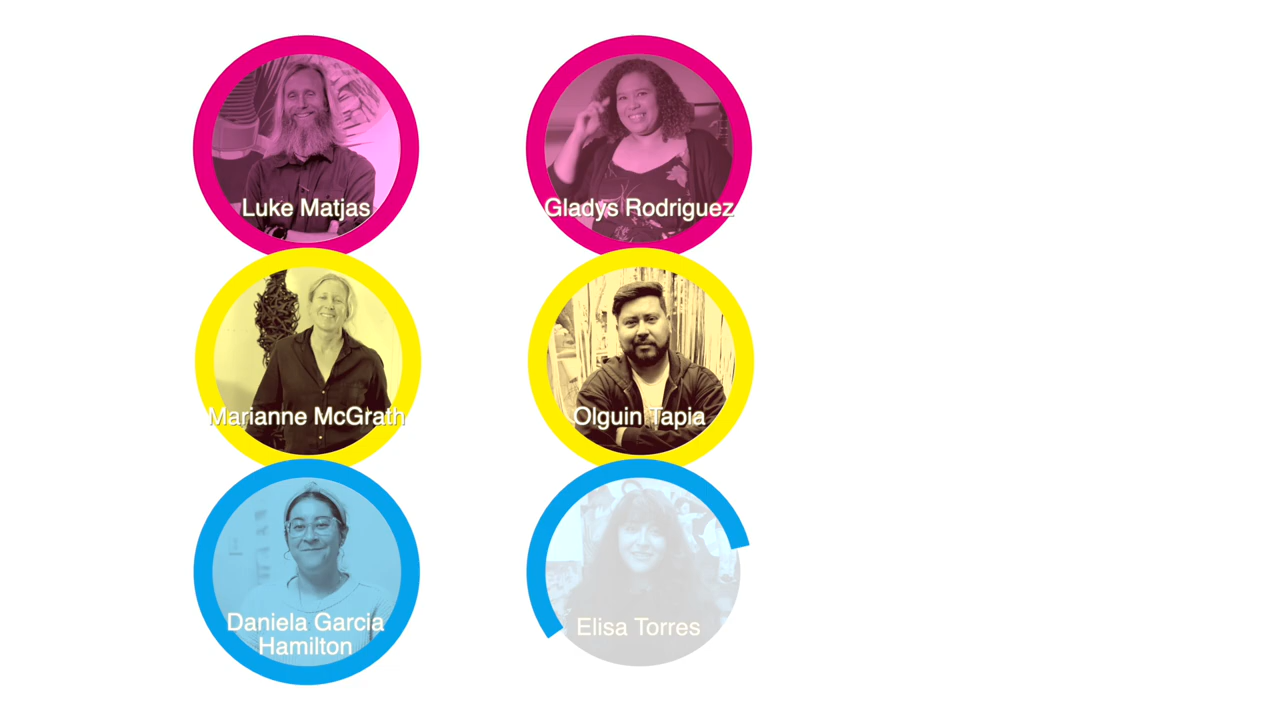 Luke Matjas
Gladys Rodriguez
Marianne McGrath
Olguin Tapia
Daniela Garcia
Hamilton
Elisa Torres